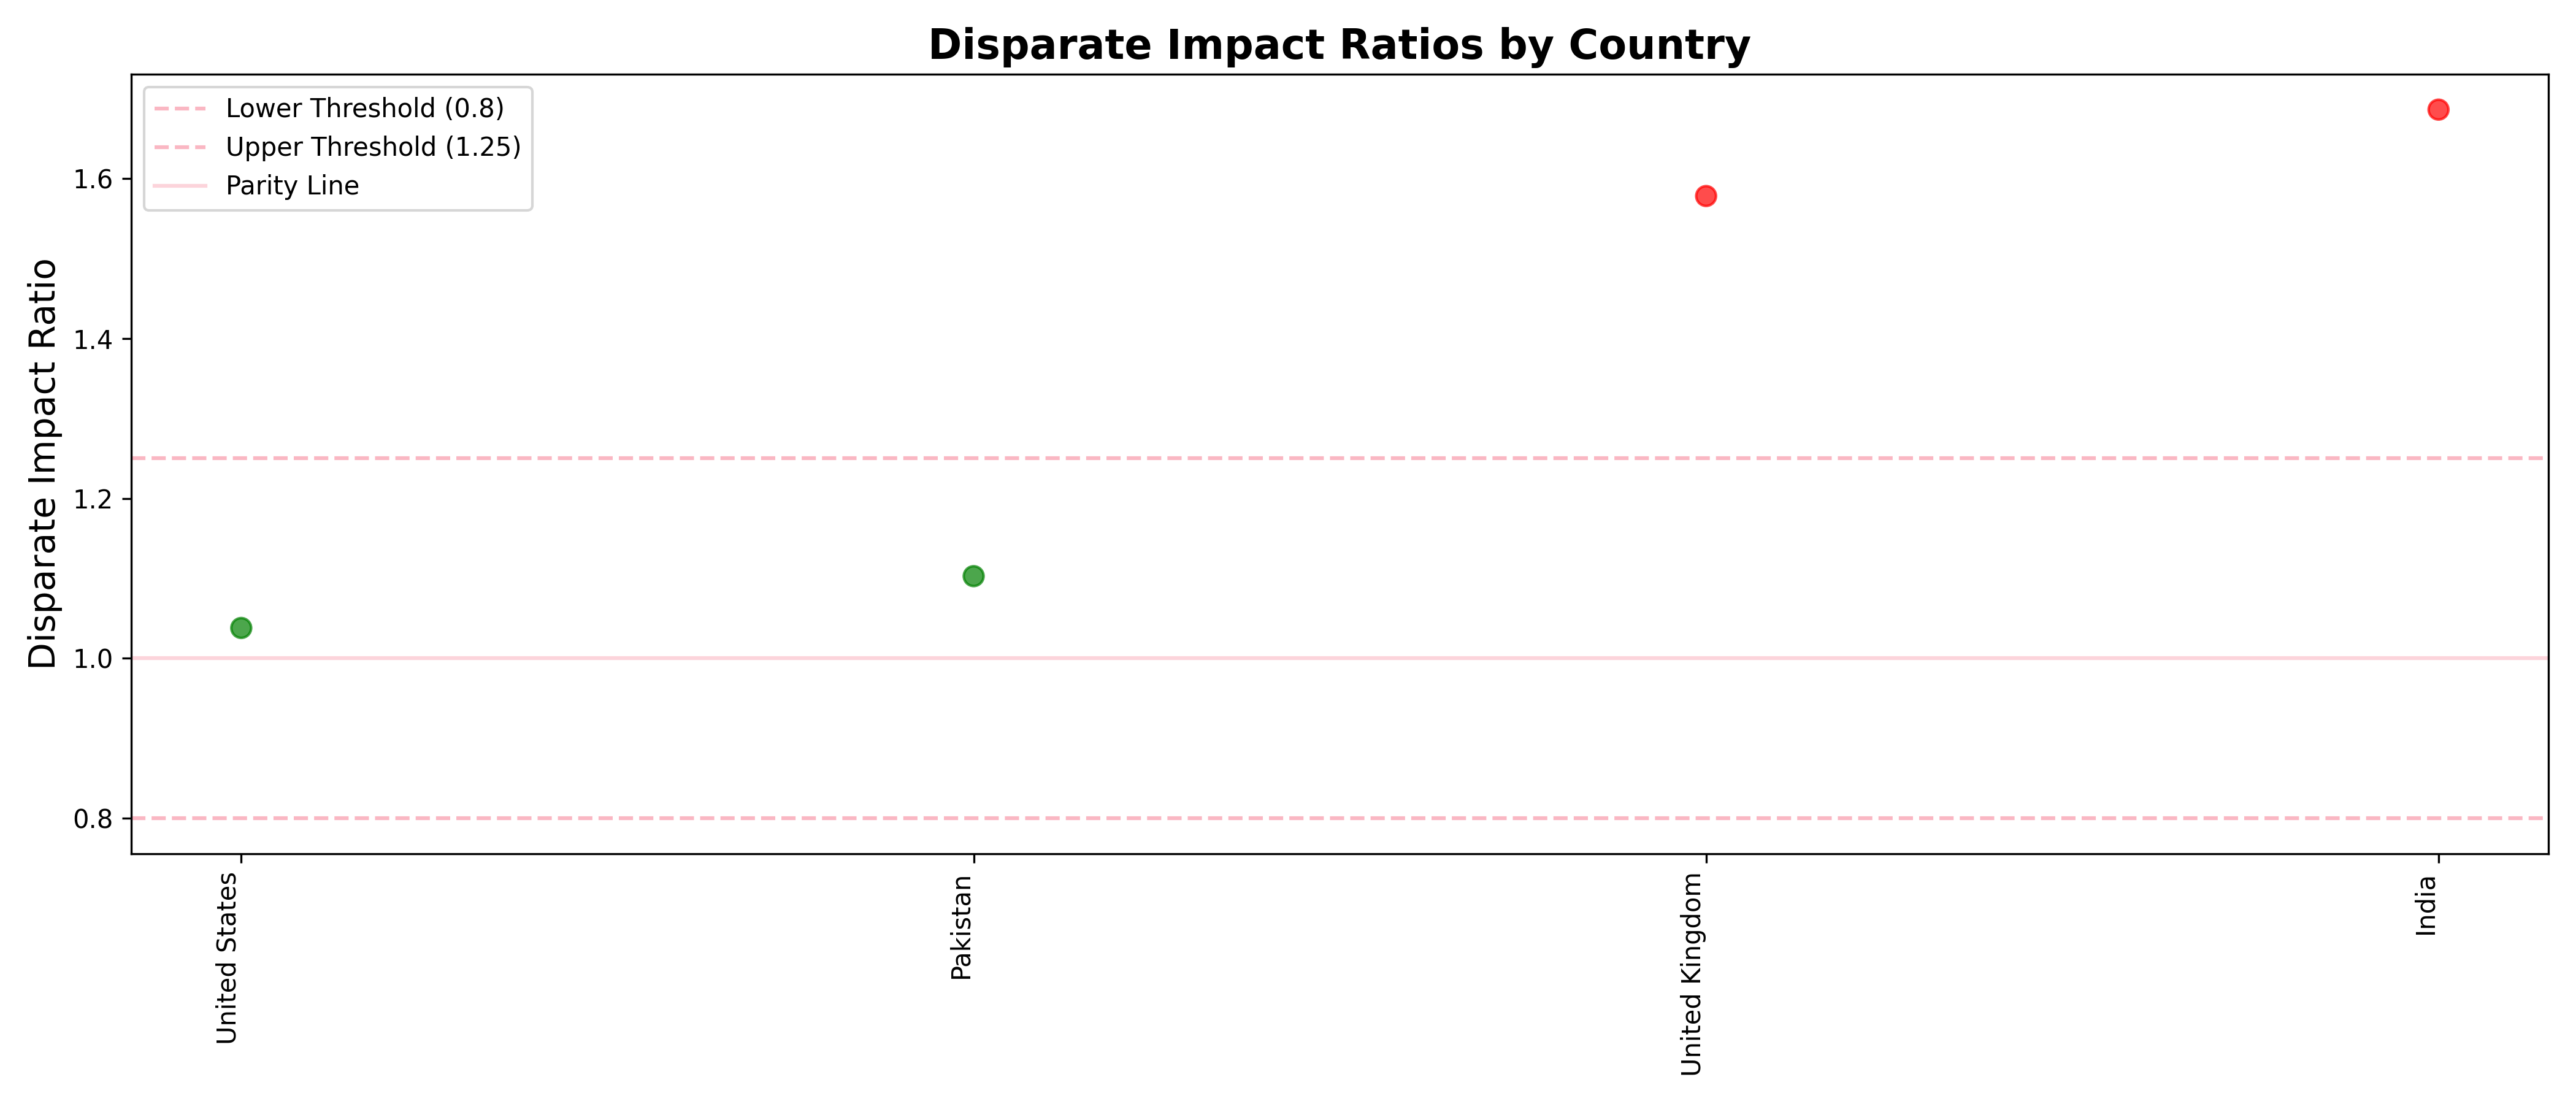 Disparate Impact Ratios by Country
Lower Threshold (0.8)
Upper Threshold (1.25)
Parity Line
Disparate Impact Ratio
1.6
1.4
1.2
1.0
0.8
United States
Pakistan
United Kingdom
India